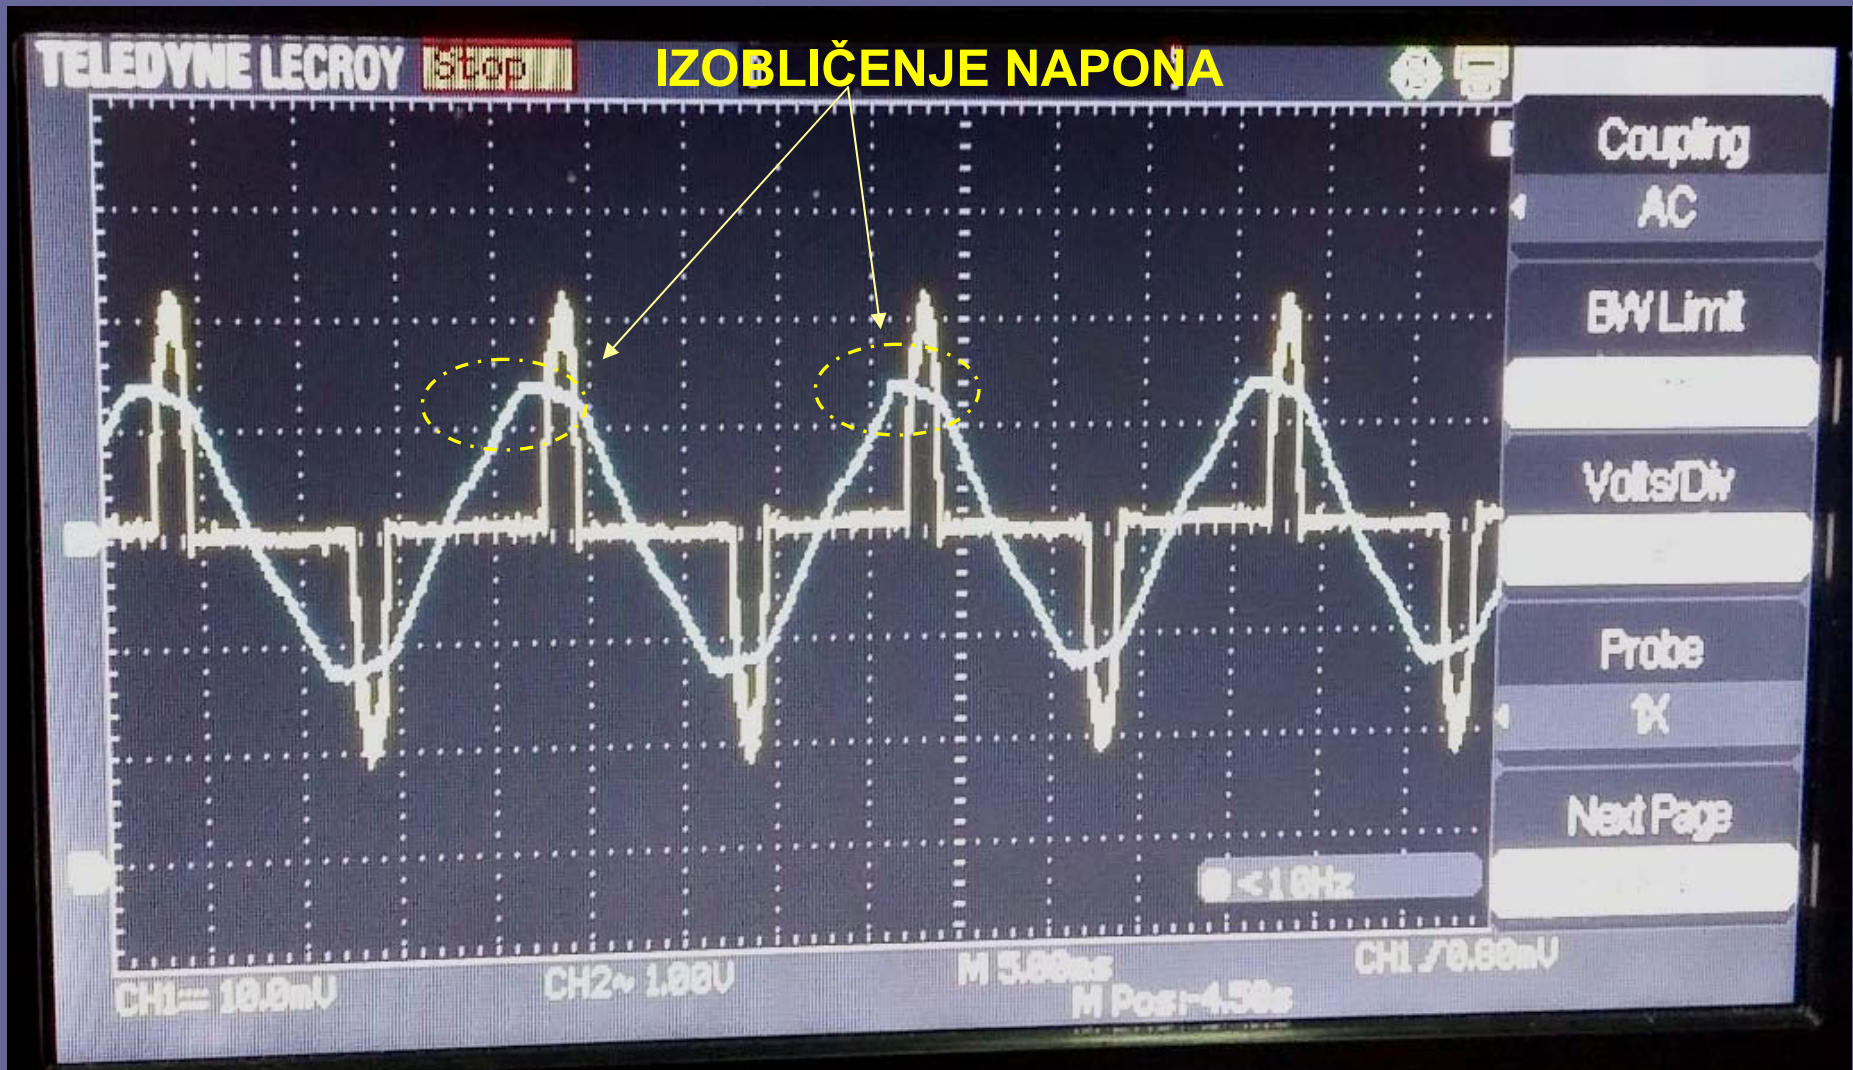 TELEDYNE LECROY Stop
IZOBLIČENJE NAPONA
Coupling
AC
BW Limit
Volts/Div
Probe
1X
Next Page
<10Hz
CH1 10.0mV
CH2~ 1.00V
M 5.00ms
M Pos:-4.50s
CH1 /0.80mV